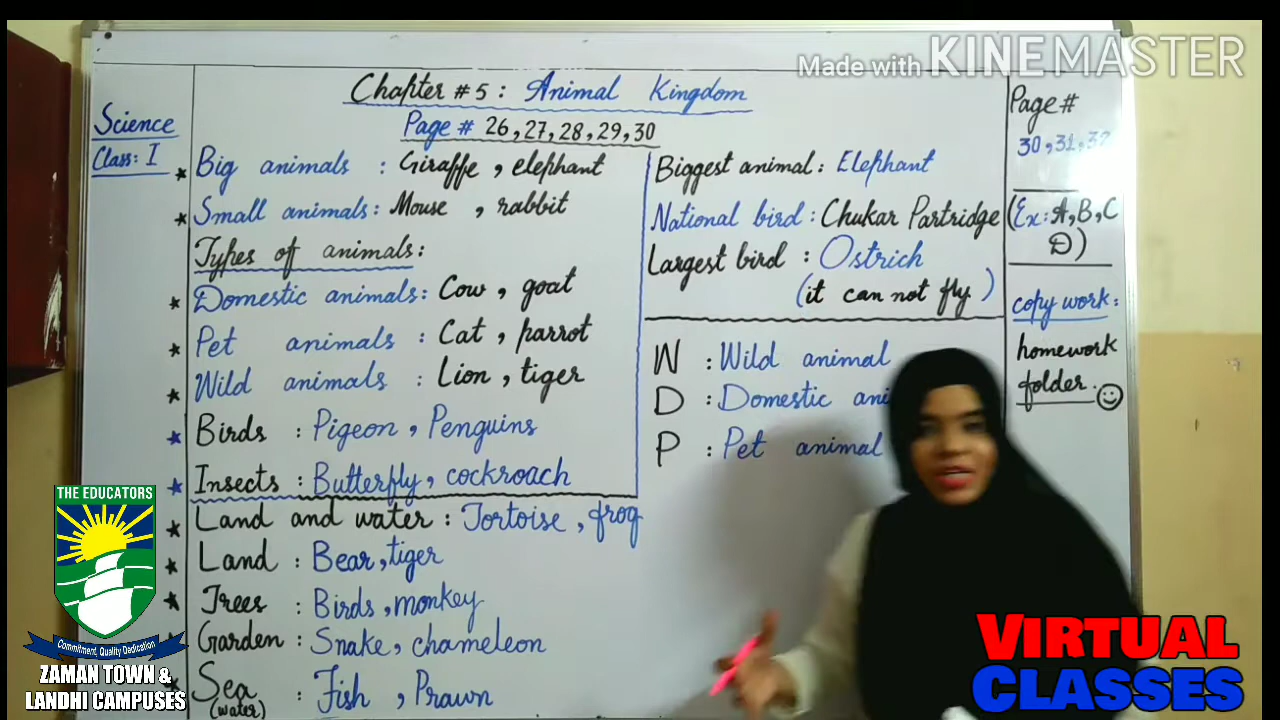 Made with KINEMASTER
Chapter # 5 : Animal Kingdom
Page # 26, 27, 28, 29, 30
Science
Class: I
Big animals : Giraffe, elephant
Small animals: Mouse, rabbit
Types of animals:
Domestic animals: Cow, goat
Pet animals : Cat, parrot
Wild animals : Lion, tiger
Birds : Pigeon, Penguins
Insects : Butterfly, cockroach
Land and water : Tortoise, frog
Land : Bear, tiger
Trees : Birds, monkey
Garden: Snake, chameleon
Sea : Fish, Prawn
(water)
Biggest animal: Elephant
National bird: Chukar Partridge
Largest bird : Ostrich
(it can not fly)
W : Wild animal
D : Domestic ani
P : Pet animal
Page #
30, 31, 32
(Ex: A, B, C
D)
copy work:
homework
folder.
THE EDUCATORS
Commitment, Quality, Dedication
ZAMAN TOWN &
LANDHI CAMPUSES
VIRTUAL
CLASSES